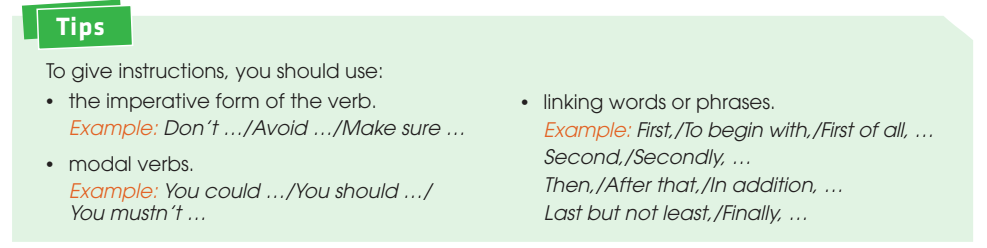 Tips
To give instructions, you should use:
• the imperative form of the verb.
Example: Don't …/Avoid …/Make sure …
• modal verbs.
Example: You could …/You should …/
You mustn't …
• linking words or phrases.
Example: First,/To begin with,/First of all, …
Second,/Secondly, …
Then,/After that,/In addition, …
Last but not least,/Finally, …